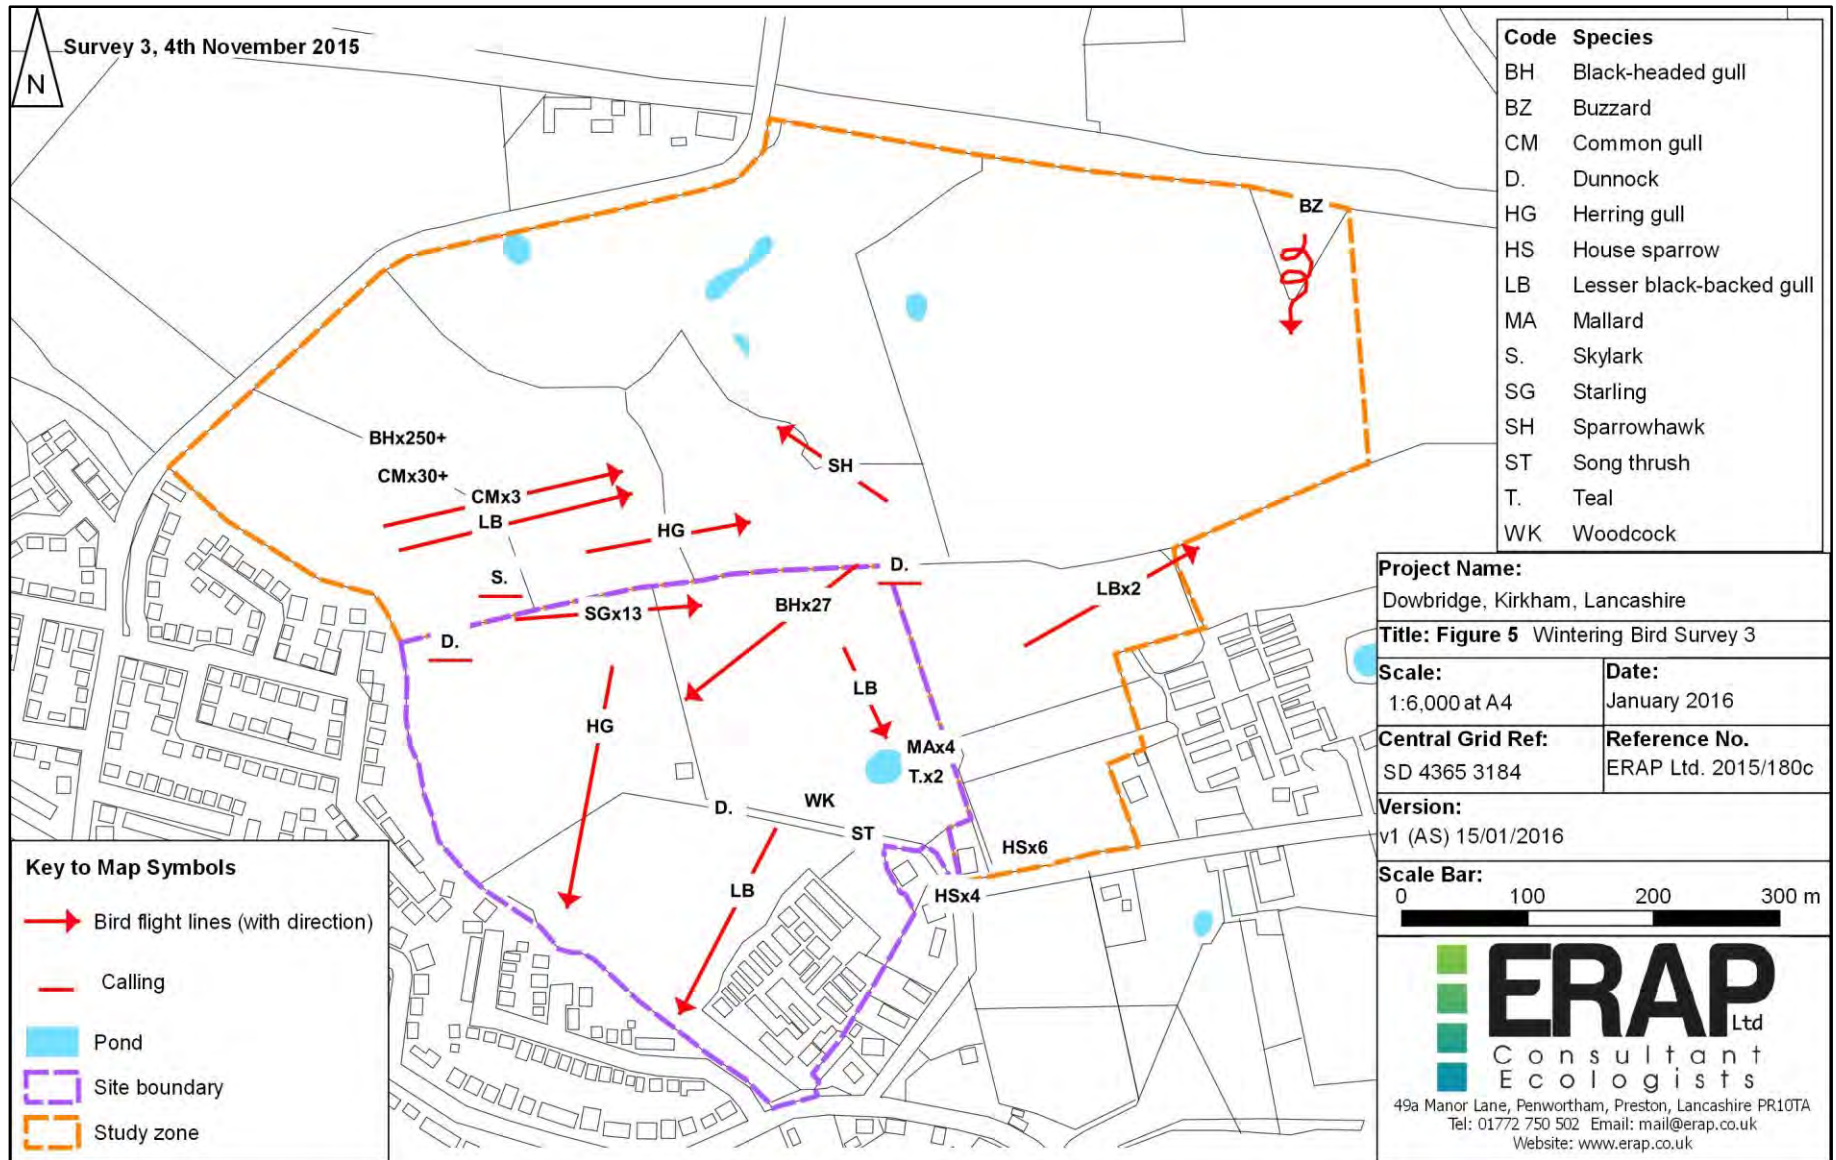 N
Survey 3, 4th November 2015
Code Species
BH Black-headed gull
BZ Buzzard
CM Common gull
D. Dunnock
HG Herring gull
HS House sparrow
LB Lesser black-backed gull
MA Mallard
S. Skylark
SG Starling
SH Sparrowhawk
ST Song thrush
T. Teal
WK Woodcock
BZ
BHx250+
CMx30+
CMx3
LB
HG
SH
S.
D.
SGx13
BHx27
D.
LBx2
LB
HG
MAx4
T.x2
D.
WK
ST
HSx6
LB
HSx4
Key to Map Symbols
Bird flight lines (with direction)
Calling
Pond
Site boundary
Study zone
Project Name:
Dowbridge, Kirkham, Lancashire
Title: Figure 5 Wintering Bird Survey 3
Scale:
1:6,000 at A4
Date:
January 2016
Central Grid Ref:
SD 4365 3184
Reference No.
ERAP Ltd. 2015/180c
Version:
v1 (AS) 15/01/2016
Scale Bar:
0 100 200 300 m
ERAP Ltd
Consultant
Ecologists
49a Manor Lane, Penwortham, Preston, Lancashire PR10TA
Tel: 01772 750 502 Email: mail@erap.co.uk
Website: www.erap.co.uk